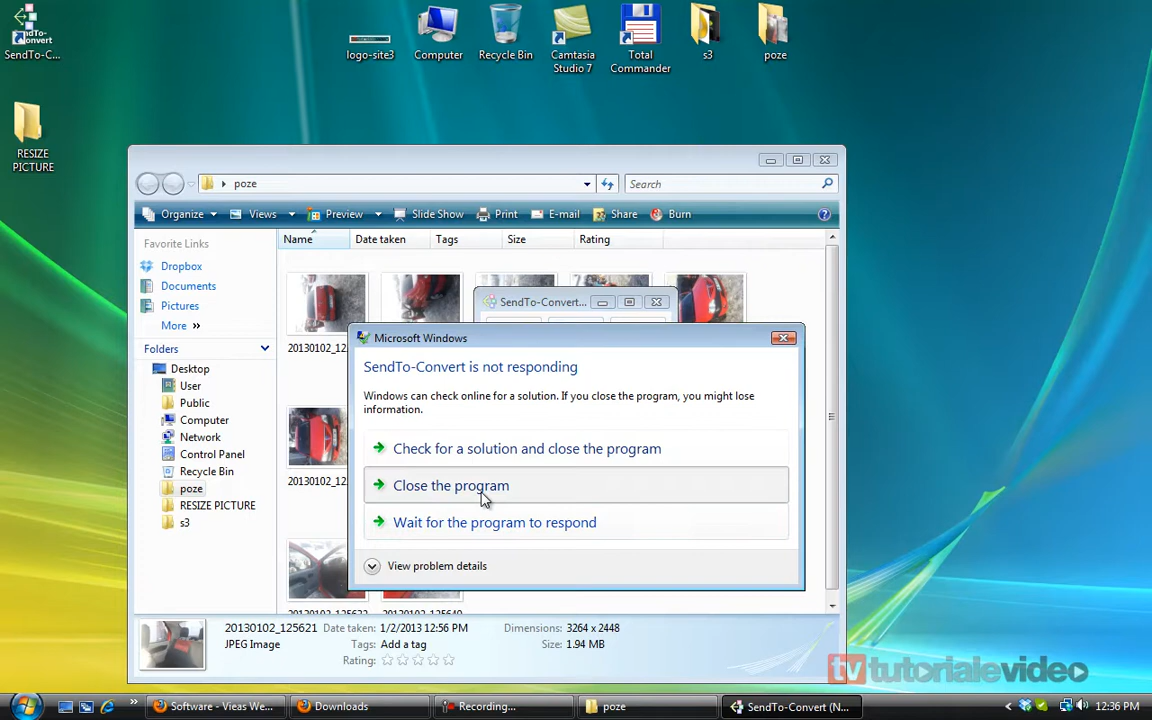 SendTo-C...
logo-site3
Computer
Recycle Bin
Camtasia
Studio 7
Total
Commander
s3
poze
RESIZE
PICTURE
poze
Search
Organize
Views
Preview
Slide Show
Print
E-mail
Share
Burn
Favorite Links
Name
Date taken
Tags
Size
Rating
Dropbox
Documents
Pictures
More »
Folders
Desktop
User
Public
Computer
Network
Control Panel
Recycle Bin
poze
RESIZE PICTURE
s3
SendTo-Convert...
Microsoft Windows
SendTo-Convert is not responding
Windows can check online for a solution. If you close the program, you might lose
information.
Check for a solution and close the program
Close the program
Wait for the program to respond
View problem details
20130102_125621
Date taken: 1/2/2013 12:56 PM
Dimensions: 3264 x 2448
JPEG Image
Tags: Add a tag
Size: 1.94 MB
Rating:
tv tutorialevideo
Software - Vieas We...
Downloads
Recording...
poze
SendTo-Convert (N...
12:36 PM